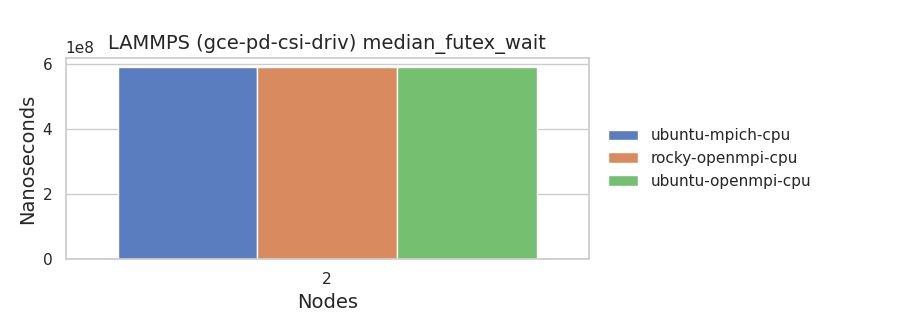 LAMMPS (gce-pd-csi-driv) median_futex_wait
1e8
6
4
2
0
Nanoseconds
2
Nodes
ubuntu-mpich-cpu
rocky-openmpi-cpu
ubuntu-openmpi-cpu